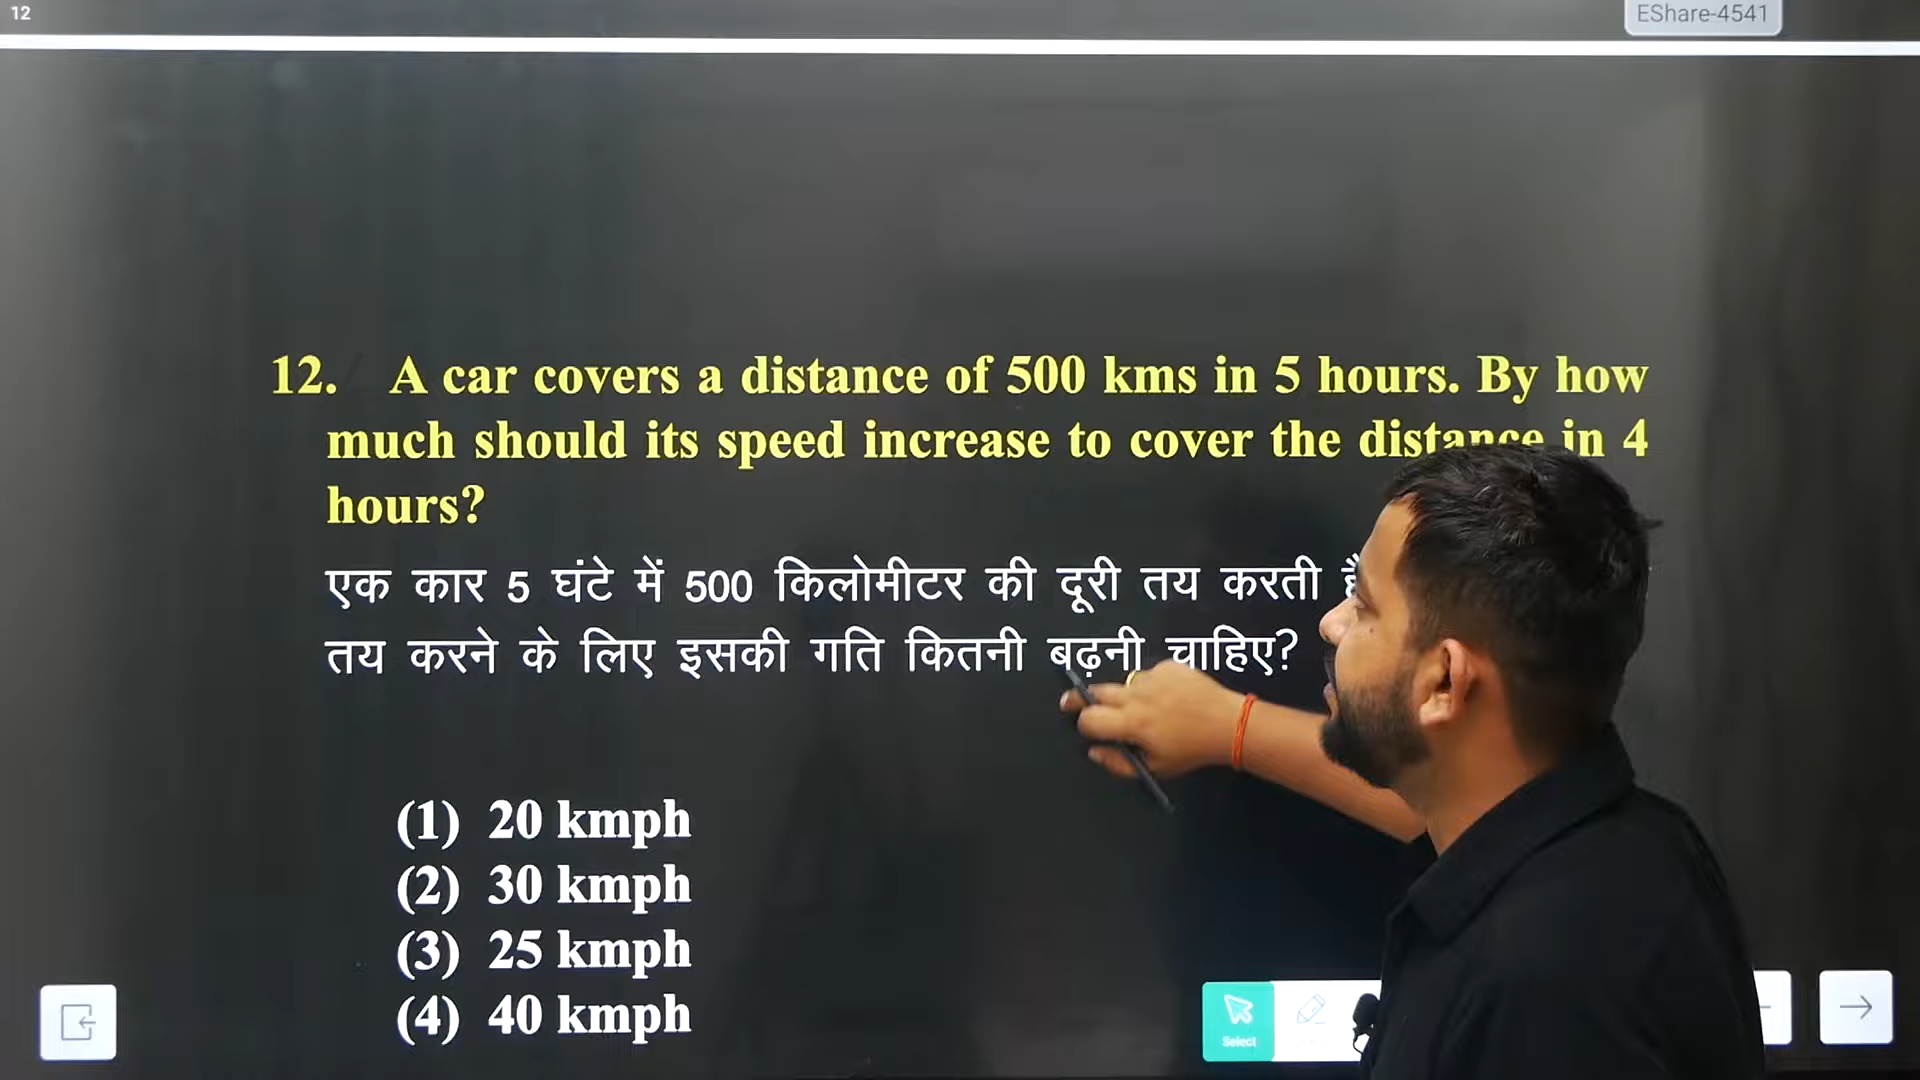 12
EShare-4541
12. A car covers a distance of 500 kms in 5 hours. By how
much should its speed increase to cover the distance in 4
hours?
एक कार 5 घंटे में 500 किलोमीटर की दूरी तय करती
तय करने के लिए इसकी गति कितनी बढ़नी चाहिए?
(1) 20 kmph
(2) 30 kmph
(3) 25 kmph
(4) 40 kmph
Select